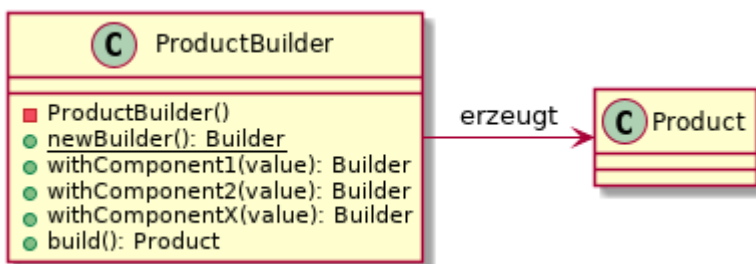 C ProductBuilder
ProductBuilder()
newBuilder(): Builder
withComponent1(value): Builder
withComponent2(value): Builder
withComponentX(value): Builder
build(): Product
erzeugt
C Product